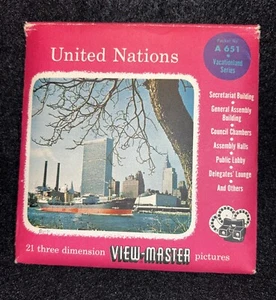 United Nations
Packet No.
A 651
Vacationland
Series
Secretariat Building
General Assembly
Building
Council Chambers
Assembly Halls
Public Lobby
Delegates' Lounge
And Others
21 three dimension VIEW-MASTER pictures